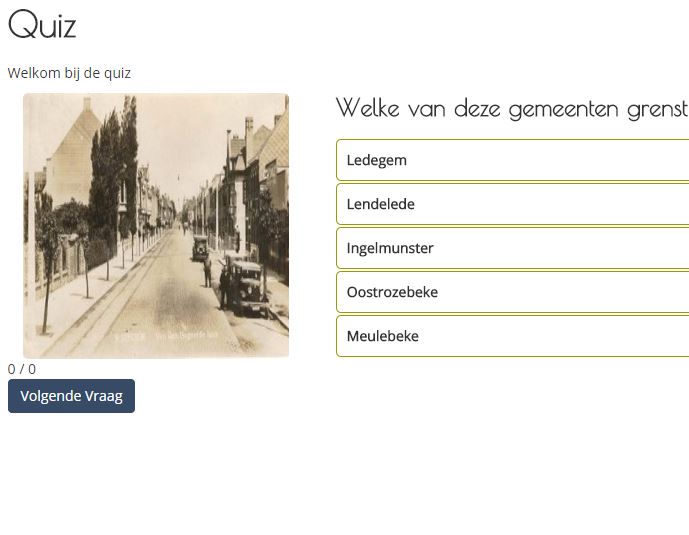 Quiz
Welkom bij de quiz
Welke van deze gemeenten grenst
Ledegem
Lendelede
Ingelmunster
Oostrozebeke
Meulebeke
0 / 0
Volgende Vraag